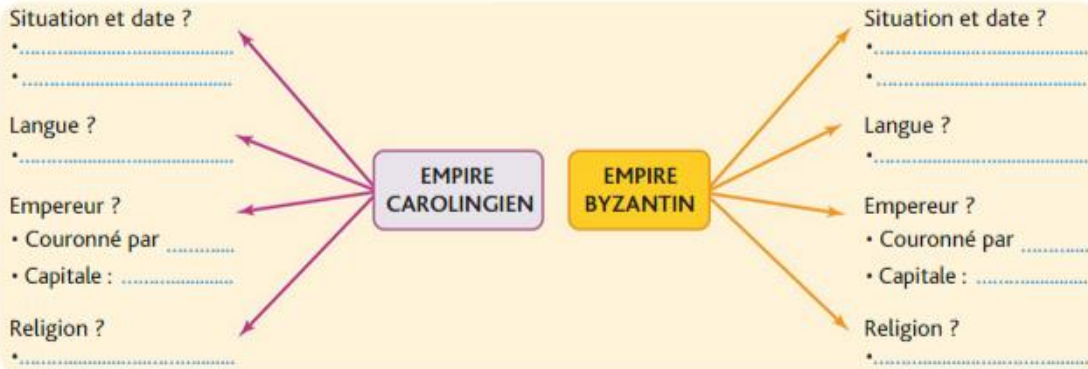 Situation et date ?
•
•
Langue ?
•
Empereur ?
• Couronné par
• Capitale :
Religion ?
•
EMPIRE
CAROLINGIEN
EMPIRE
BYZANTIN
Situation et date ?
•
•
Langue ?
•
Empereur ?
• Couronné par
• Capitale :
Religion ?
•